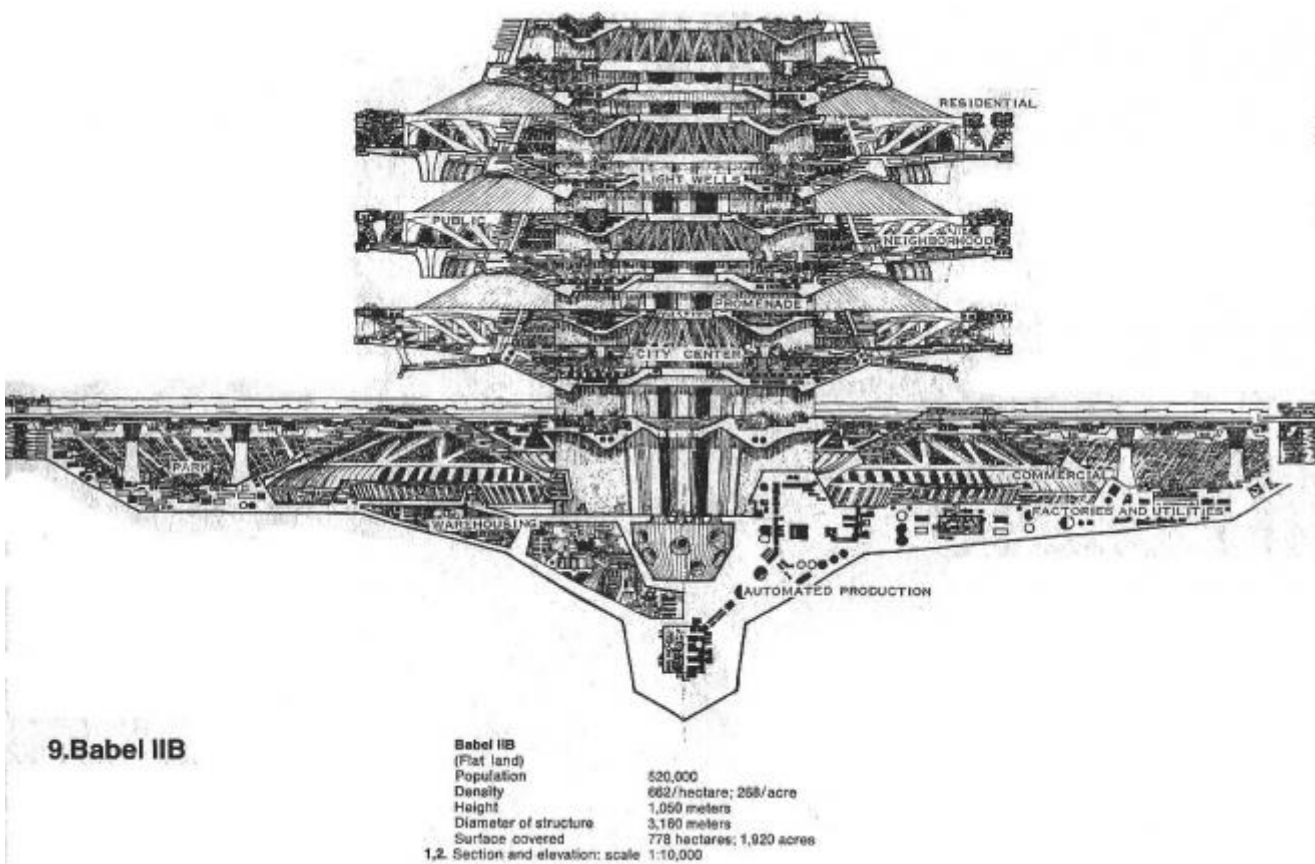 RESIDENTIAL
LIGHT WELLS
PUBLIC
NEIGHBORHOOD
PROMENADE
CITY CENTER
PARK
COMMERCIAL
WAREHOUSING
FACTORIES AND UTILITIES
AUTOMATED PRODUCTION
9.Babel IIB
Babel IIB
(Flat land)
Population 520,000
Density 662/hectare; 268/acre
Height 1,050 meters
Diameter of structure 3,160 meters
Surface covered 778 hectares; 1,920 acres
1,2. Section and elevation: scale 1:10,000